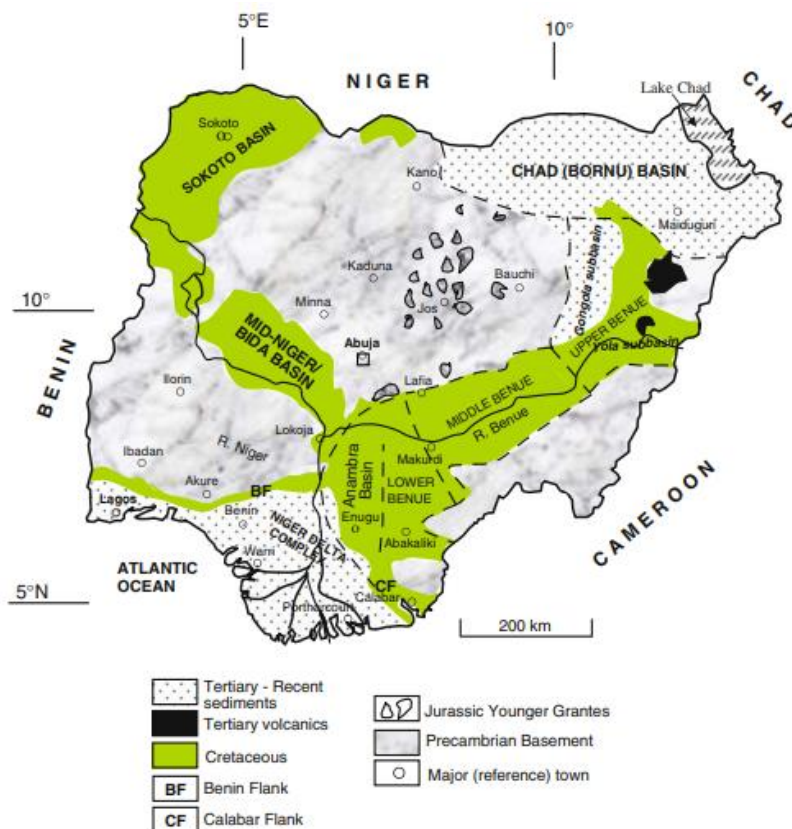 5°E
10°
NIGER
CHAD
Lake Chad
Sokoto
SOKOTO BASIN
Kano
CHAD (BORNU) BASIN
Maiduguri
Kaduna
Bauchi
Gongola subbasin
10°
Minna
Jos
UPPER BENUE
Yola subbasin
BENIN
MID-NIGER/
BIDA BASIN
Abuja
Ilorin
Lafia
MIDDLE BENUE
R. Benue
Lokoja
R. Niger
Makurdi
Ibadan
Akure
BF
Anambra
Basin
LOWER
BENUE
CAMEROON
Lagos
Benin
Enugu
Abakaliki
NIGER DELTA
COMPLEX
Warri
ATLANTIC
OCEAN
CF
Calabar
5°N
Portharcourt
200 km
Tertiary - Recent
sediments
Tertiary volcanics
Cretaceous
BF Benin Flank
CF Calabar Flank
Jurassic Younger Grantes
Precambrian Basement
Major (reference) town